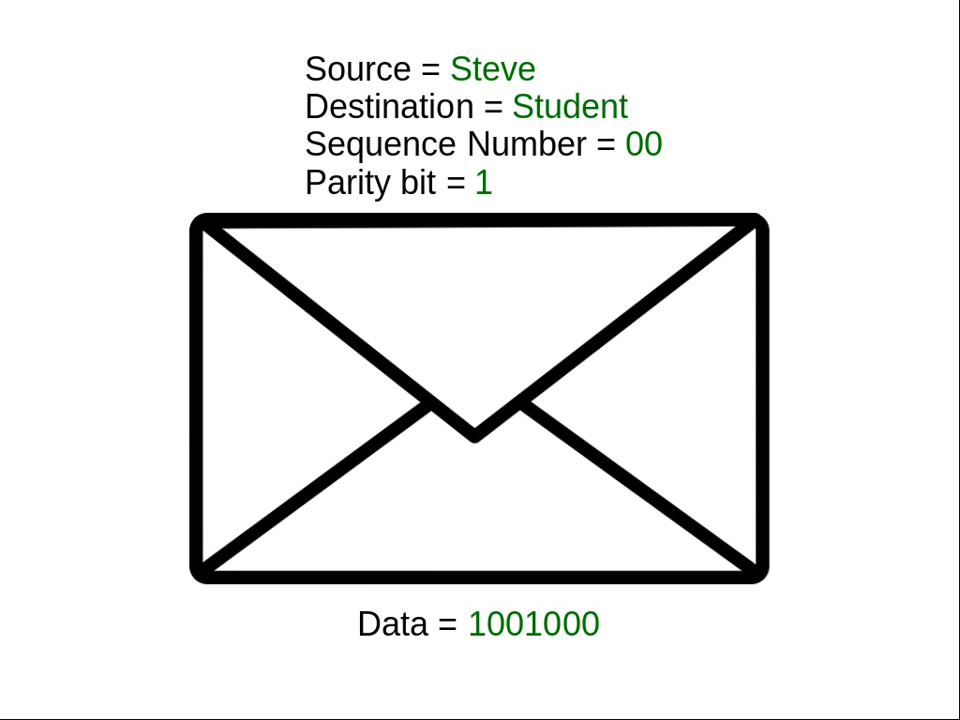 Source = Steve
Destination = Student
Sequence Number = 00
Parity bit = 1
Data = 1001000